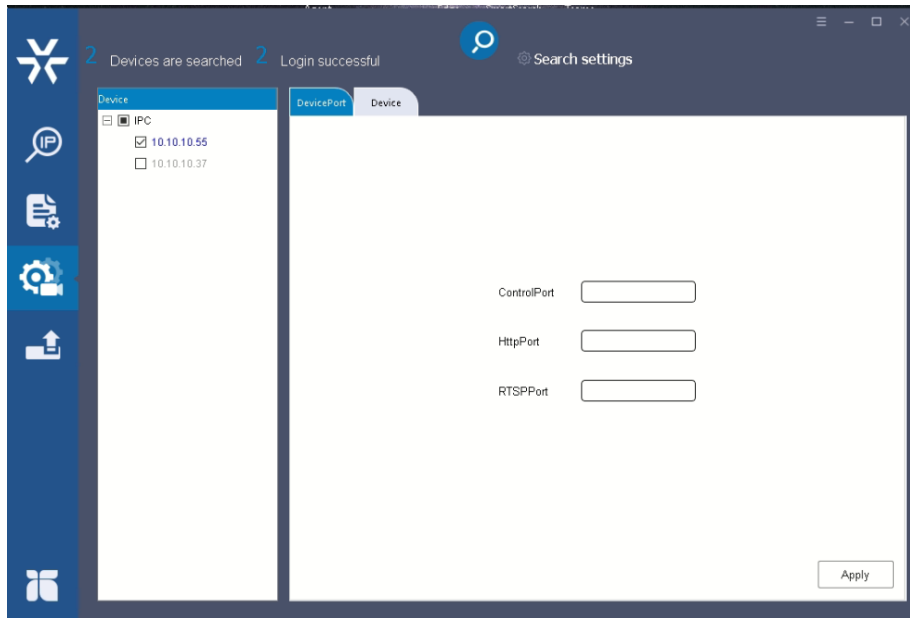 2 Devices are searched 2 Login successful
Search settings
Device
DevicePort
Device
IPC
10.10.10.55
10.10.10.37
IP
ControlPort
HttpPort
RTSPPort
Apply